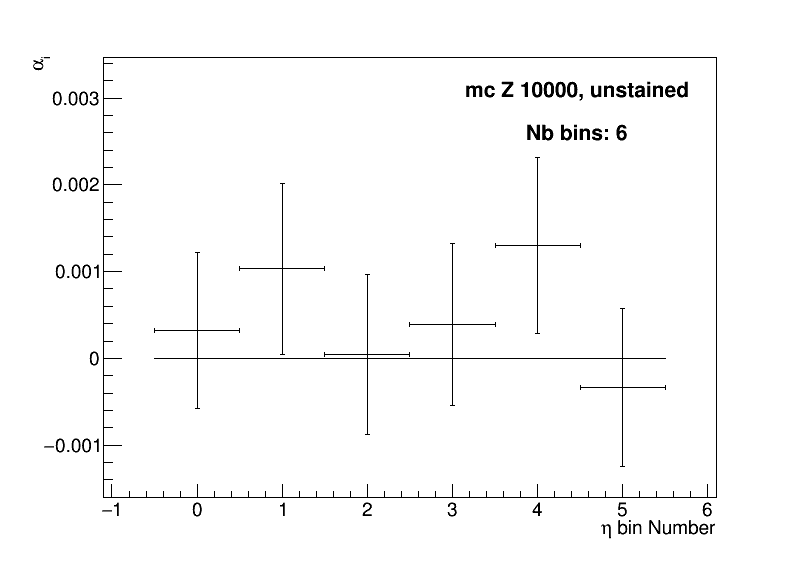 αi
mc Z 10000, unstained
Nb bins: 6
0.003
0.002
0.001
0
−0.001
−1 0 1 2 3 4 5 6
η bin Number